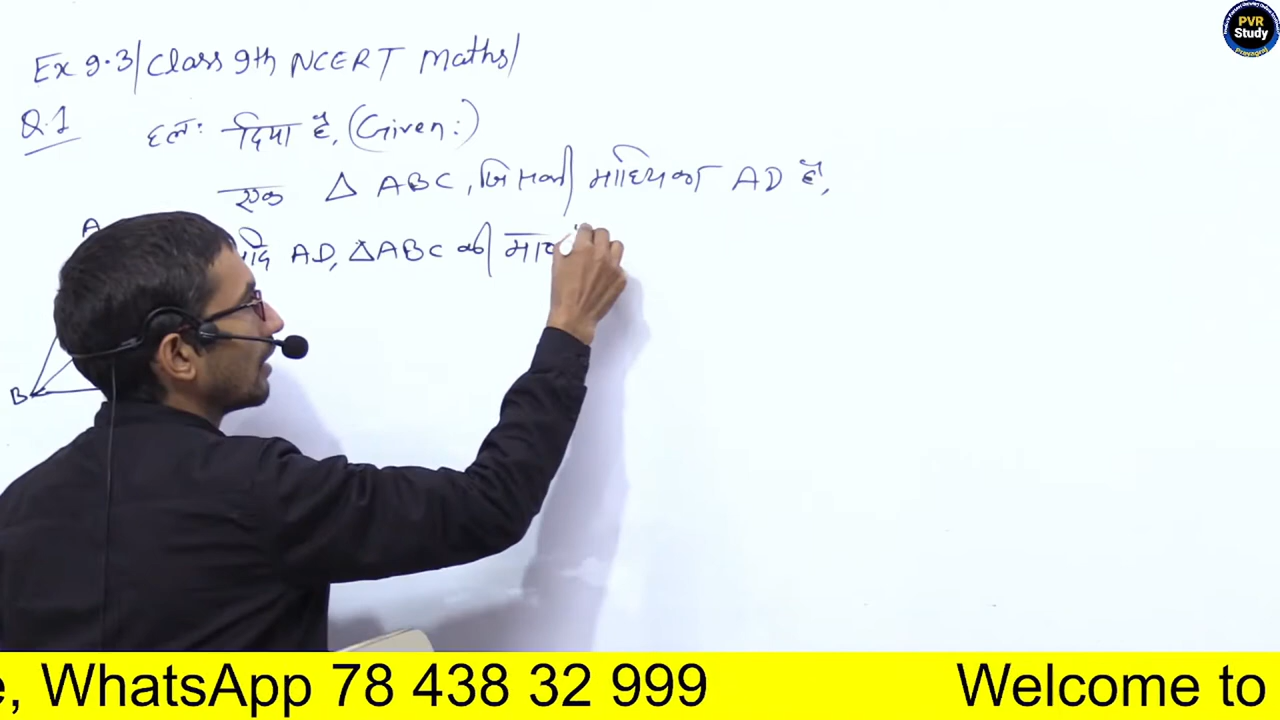 Ex 9.3/Class 9th NCERT Maths/
Q.1
हलः दिया है, (Given:)
एक △ ABC, जिसकी माध्यिका AD है,
AD, △ABC की
A
B
PVR
Study
Prayagraj
WhatsApp 78 438 32 999
Welcome to